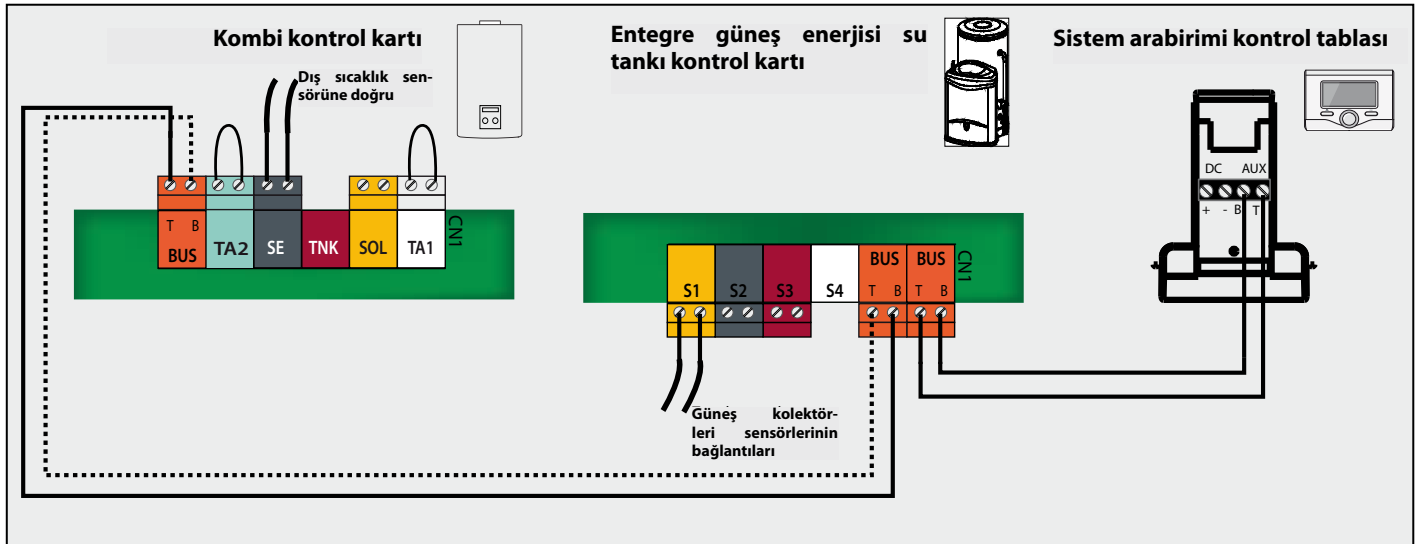 Kombi kontrol kartı
Dış sıcaklık sen-
sörüne doğru
T B
BUS
TA2
SE
TNK
SOL
TA1
CN1
Entegre güneş enerjisi su
tankı kontrol kartı
S1
S2
S3
S4
BUS
T B
BUS
T B
CN1
Güneş kolektör-
leri sensörlerinin
bağlantıları
Sistem arabirimi kontrol tablası
DC AUX
+ - B T